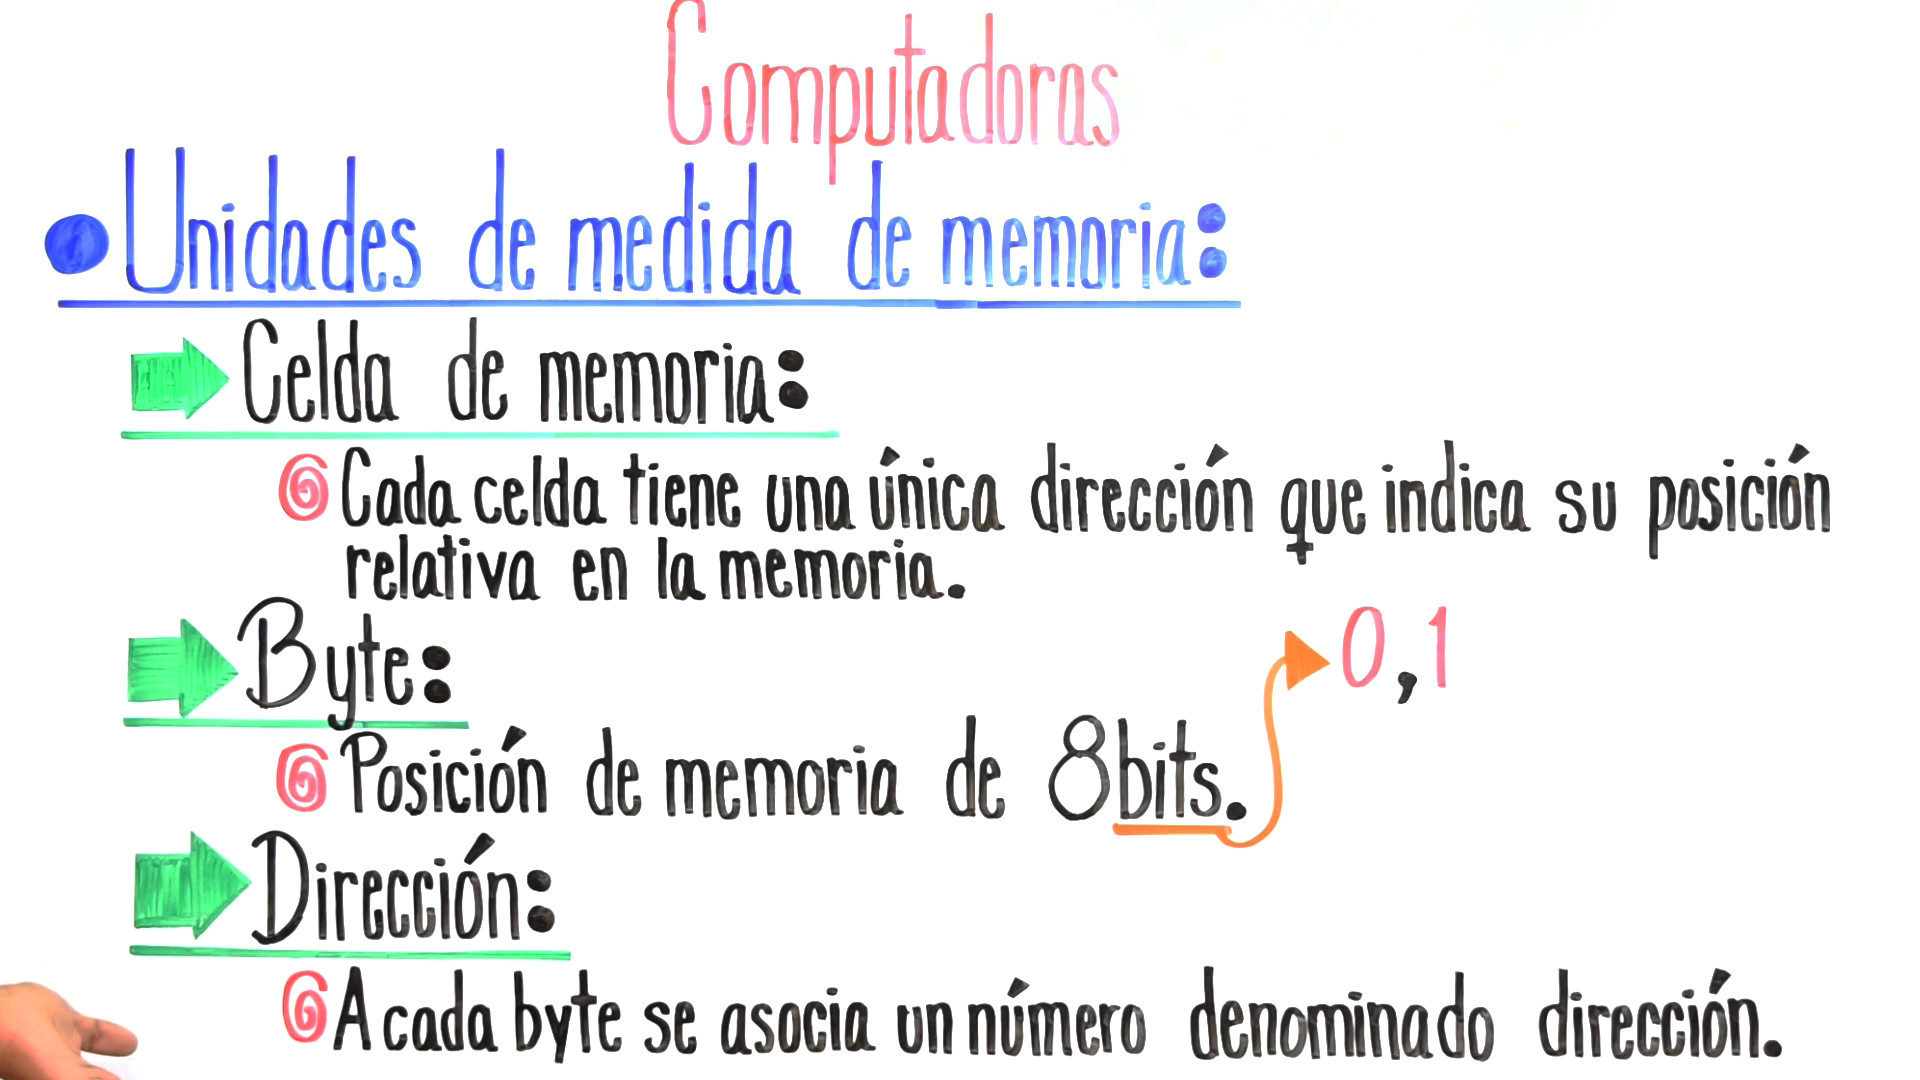 Computadoras
Unidades de medida de memoria:
Celda de memoria:
Cada celda tiene una única dirección que indica su posición
relativa en la memoria.
Byte:
0,1
Posición de memoria de 8bits.
Dirección:
A cada byte se asocia un número denominado dirección.